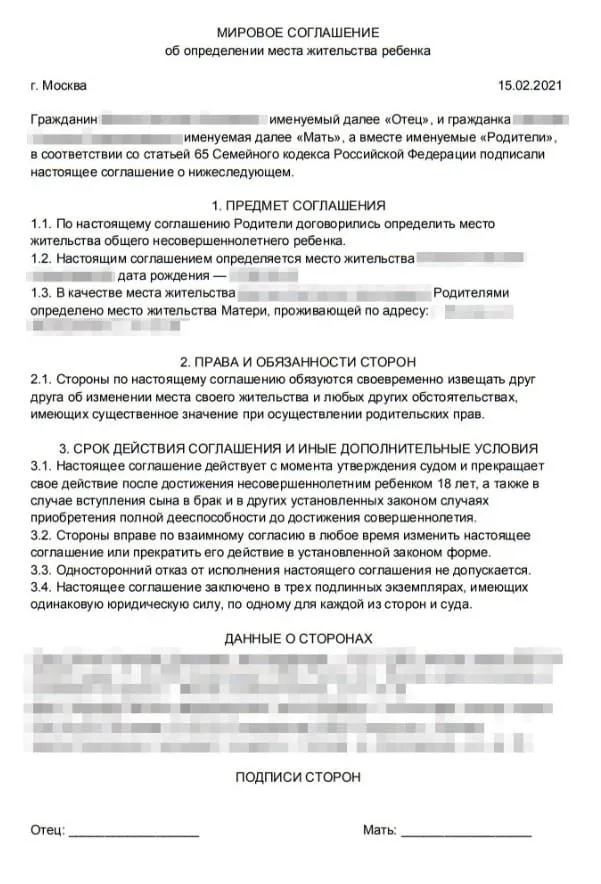 МИРОВОЕ СОГЛАШЕНИЕ
об определении места жительства ребенка
г. Москва 15.02.2021
Гражданин именуемый далее «Отец», и гражданка
именуемая далее «Мать», а вместе именуемые «Родители»,
в соответствии со статьей 65 Семейного кодекса Российской Федерации подписали
настоящее соглашение о нижеследующем.
1. ПРЕДМЕТ СОГЛАШЕНИЯ
1.1. По настоящему соглашению Родители договорились определить место
жительства общего несовершеннолетнего ребенка.
1.2. Настоящим соглашением определяется место жительства
дата рождения —
1.3. В качестве места жительства Родителями
определено место жительства Матери, проживающей по адресу:
2. ПРАВА И ОБЯЗАННОСТИ СТОРОН
2.1. Стороны по настоящему соглашению обязуются своевременно извещать друг
друга об изменении места своего жительства и любых других обстоятельствах,
имеющих существенное значение при осуществлении родительских прав.
3. СРОК ДЕЙСТВИЯ СОГЛАШЕНИЯ И ИНЫЕ ДОПОЛНИТЕЛЬНЫЕ УСЛОВИЯ
3.1. Настоящее соглашение действует с момента утверждения судом и прекращает
свое действие после достижения несовершеннолетним ребенком 18 лет, а также в
случае вступления сына в брак и в других установленных законом случаях
приобретения полной дееспособности до достижения совершеннолетия.
3.2. Стороны вправе по взаимному согласию в любое время изменить настоящее
соглашение или прекратить его действие в установленной законом форме.
3.3. Односторонний отказ от исполнения настоящего соглашения не допускается.
3.4. Настоящее соглашение заключено в трех подлинных экземплярах, имеющих
одинаковую юридическую силу, по одному для каждой из сторон и суда.
ДАННЫЕ О СТОРОНАХ
ПОДПИСИ СТОРОН
Отец: __________________ Мать: __________________